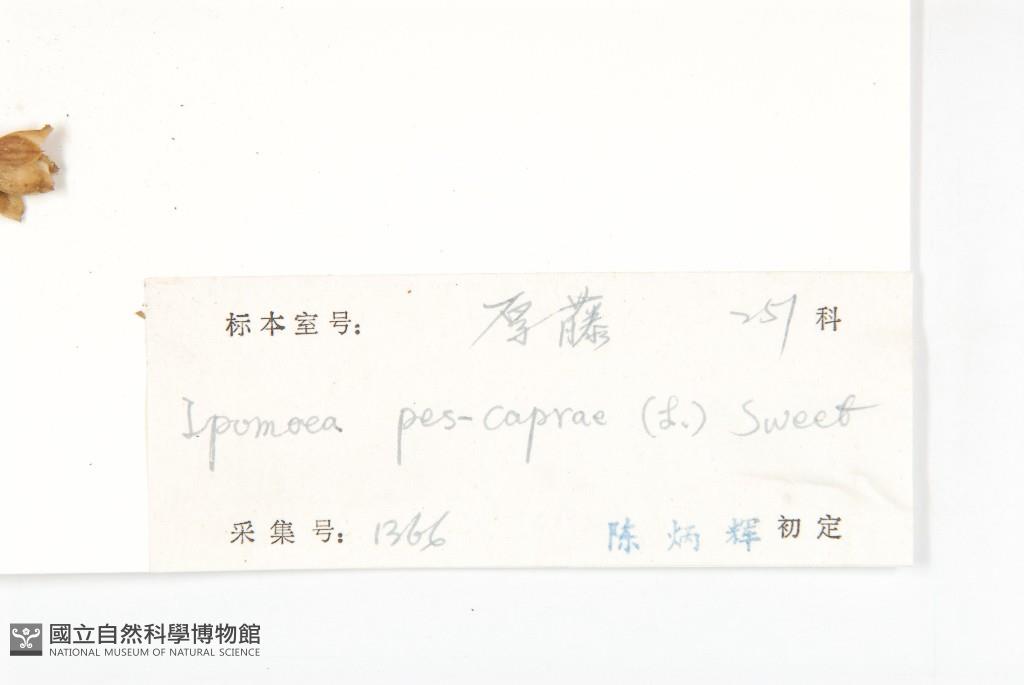 标本室号： 厚藤 251 科
Ipomoea pes-caprae (L.) Sweet
采集号： 1366 陈炳辉 初定
國立自然科學博物館
NATIONAL MUSEUM OF NATURAL SCIENCE